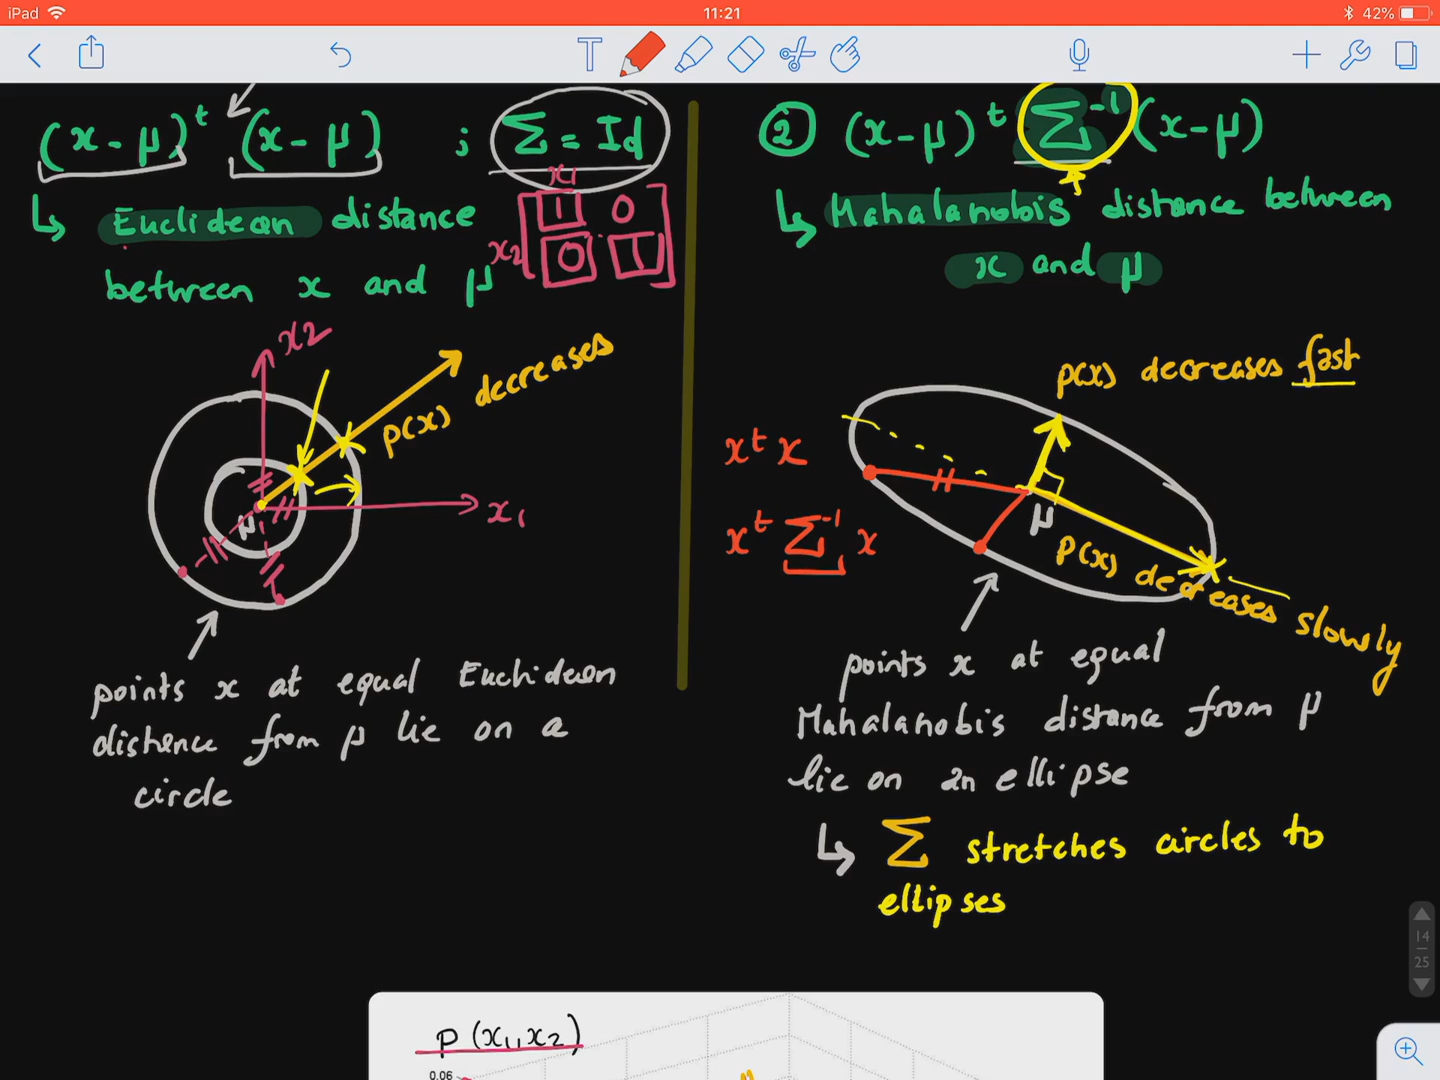 iPad
11:21
42%
(x - μ)ᵗ (x - μ) ; Σ = Id
↳ Euclidean distance
between x and μ
x1
x2
1 0
0 1
x2
x1
μ
p(x) decreases
points x at equal Euclidean
distance from μ lie on a
circle
② (x-μ)ᵗ Σ⁻¹ (x-μ)
↳ Mahalanobis distance between
x and μ
p(x) decreases fast
xᵗ x
xᵗ Σ⁻¹ x
μ
p(x) decreases slowly
points x at equal
Mahalanobis distance from μ
lie on an ellipse
↳ Σ stretches circles to
ellipses
14
25
P (x1, x2)
0.06